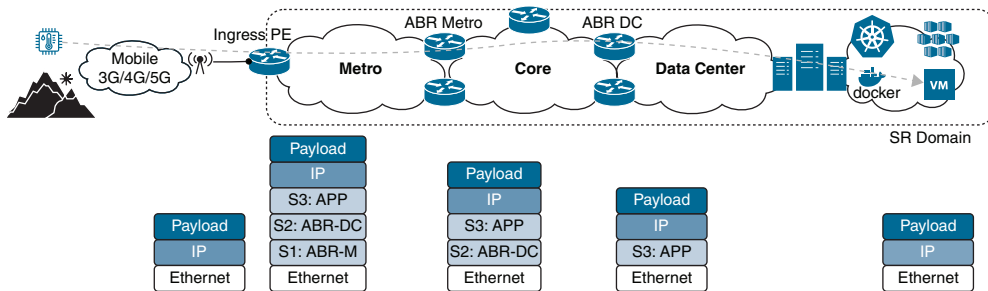 Ingress PE
ABR Metro
ABR DC
Mobile
3G/4G/5G
Metro
Core
Data Center
docker
VM
SR Domain
Payload
IP
Ethernet
Payload
IP
S3: APP
S2: ABR-DC
S1: ABR-M
Ethernet
Payload
IP
S3: APP
S2: ABR-DC
Ethernet
Payload
IP
S3: APP
Ethernet
Payload
IP
Ethernet